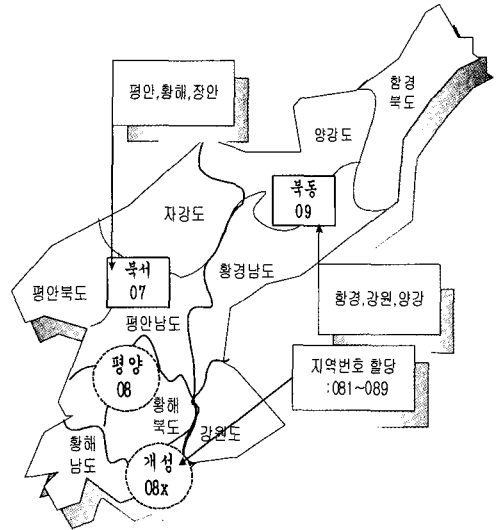 함경
북도
평안,황해,장안
양강도
북동
09
자강도
황경남도
북서
07
평안북도
황경,강원,양강
평안남도
평양
08
지역번호 할당
:081~089
황해
북도
강원도
황해
남도
개성
08x